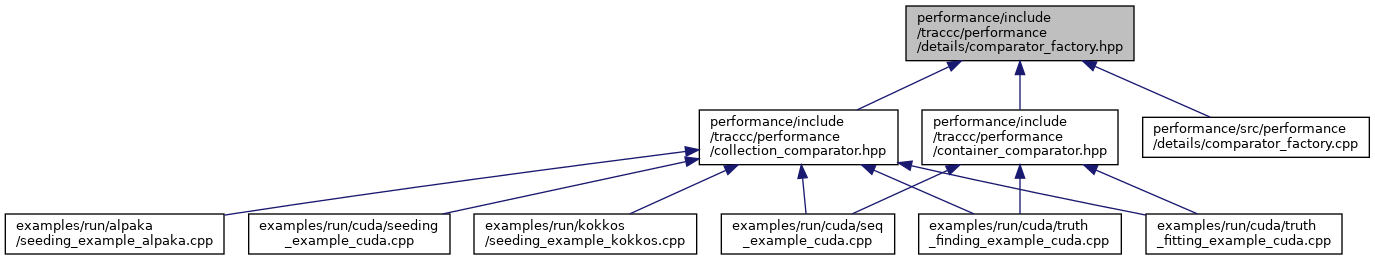 performance/include
/traccc/performance
/details/comparator_factory.hpp
performance/include
/traccc/performance
/collection_comparator.hpp
performance/include
/traccc/performance
/container_comparator.hpp
performance/src/performance
/details/comparator_factory.cpp
examples/run/alpaka
/seeding_example_alpaka.cpp
examples/run/cuda/seeding
_example_cuda.cpp
examples/run/kokkos
/seeding_example_kokkos.cpp
examples/run/cuda/seq
_example_cuda.cpp
examples/run/cuda/truth
_finding_example_cuda.cpp
examples/run/cuda/truth
_fitting_example_cuda.cpp